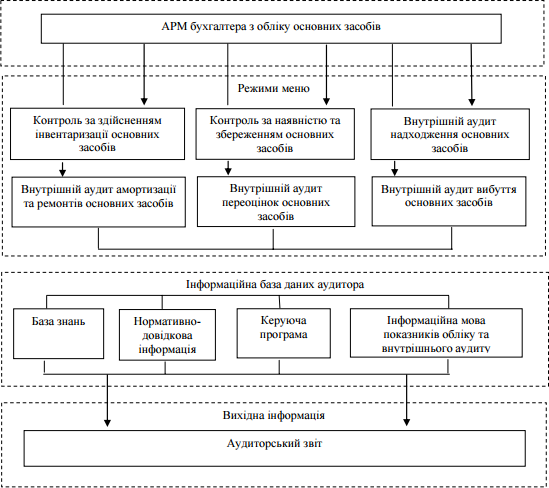 АРМ бухгалтера з обліку основних засобів
Режими меню
Контроль за здійсненням
інвентаризації основних
засобів
Контроль за наявністю та
збереженням основних
засобів
Внутрішній аудит
надходження основних
засобів
Внутрішній аудит амортизації
та ремонтів основних засобів
Внутрішній аудит
переоцінок основних
засобів
Внутрішній аудит вибуття
основних засобів
Інформаційна база даних аудитора
База знань
Нормативно-
довідкова
інформація
Керуюча
програма
Інформаційна мова
показників обліку та
внутрішнього аудиту
Вихідна інформація
Аудиторський звіт